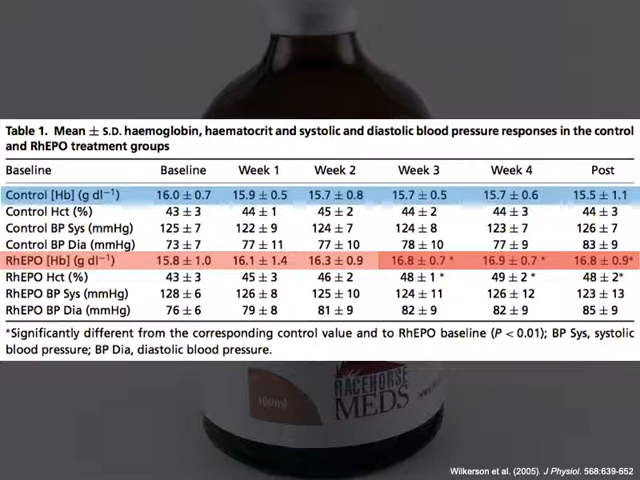 Table 1. Mean ± S.D. haemoglobin, haematocrit and systolic and diastolic blood pressure responses in the control
and RhEPO treatment groups
Baseline Baseline Week 1 Week 2 Week 3 Week 4 Post
Control [Hb] (g dl⁻¹) 16.0 ± 0.7 15.9 ± 0.5 15.7 ± 0.8 15.7 ± 0.5 15.7 ± 0.6 15.5 ± 1.1
Control Hct (%) 43 ± 3 44 ± 1 45 ± 2 44 ± 2 44 ± 3 44 ± 3
Control BP Sys (mmHg) 125 ± 7 122 ± 9 124 ± 7 124 ± 8 123 ± 7 126 ± 7
Control BP Dia (mmHg) 73 ± 7 77 ± 11 77 ± 10 78 ± 10 77 ± 9 83 ± 9
RhEPO [Hb] (g dl⁻¹) 15.8 ± 1.0 16.1 ± 1.4 16.3 ± 0.9 16.8 ± 0.7 * 16.9 ± 0.7 * 16.8 ± 0.9*
RhEPO Hct (%) 43 ± 3 45 ± 3 46 ± 2 48 ± 1 * 49 ± 2 * 48 ± 2*
RhEPO BP Sys (mmHg) 128 ± 6 126 ± 8 125 ± 10 124 ± 11 126 ± 12 123 ± 13
RhEPO BP Dia (mmHg) 76 ± 6 79 ± 8 81 ± 9 82 ± 9 82 ± 9 85 ± 9
*Significantly different from the corresponding control value and to RhEPO baseline (P < 0.01); BP Sys, systolic
blood pressure; BP Dia, diastolic blood pressure.
100ml
RACEHORSE
MEDS
Wilkerson et al. (2005). J Physiol. 568:639-652